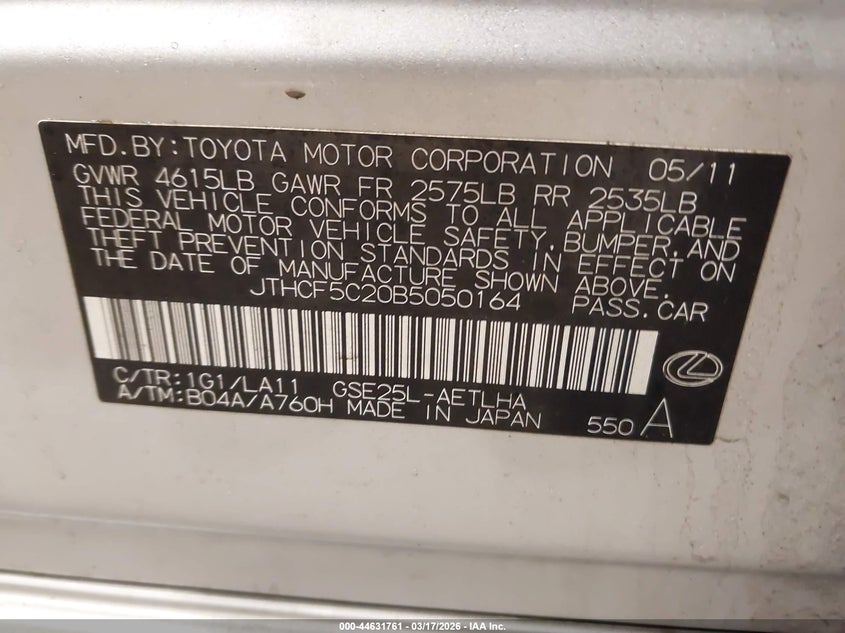 MFD.BY:TOYOTA MOTOR CORPORATION 05/11
GVWR 4615LB GAWR FR 2575LB RR 2535LB
THIS VEHICLE CONFORMS TO ALL APPLICABLE
FEDERAL MOTOR VEHICLE SAFETY,BUMPER,AND
THEFT PREVENTION STANDARDS IN EFFECT ON
THE DATE OF MANUFACTURE SHOWN ABOVE.
JTHCF5C20B5050164 PASS.CAR
C/TR:1G1/LA11 GSE25L-AETLHA
A/TM:B04A/A760H MADE IN JAPAN 550 A
000-44631761 - 03/17/2026 - IAA Inc.